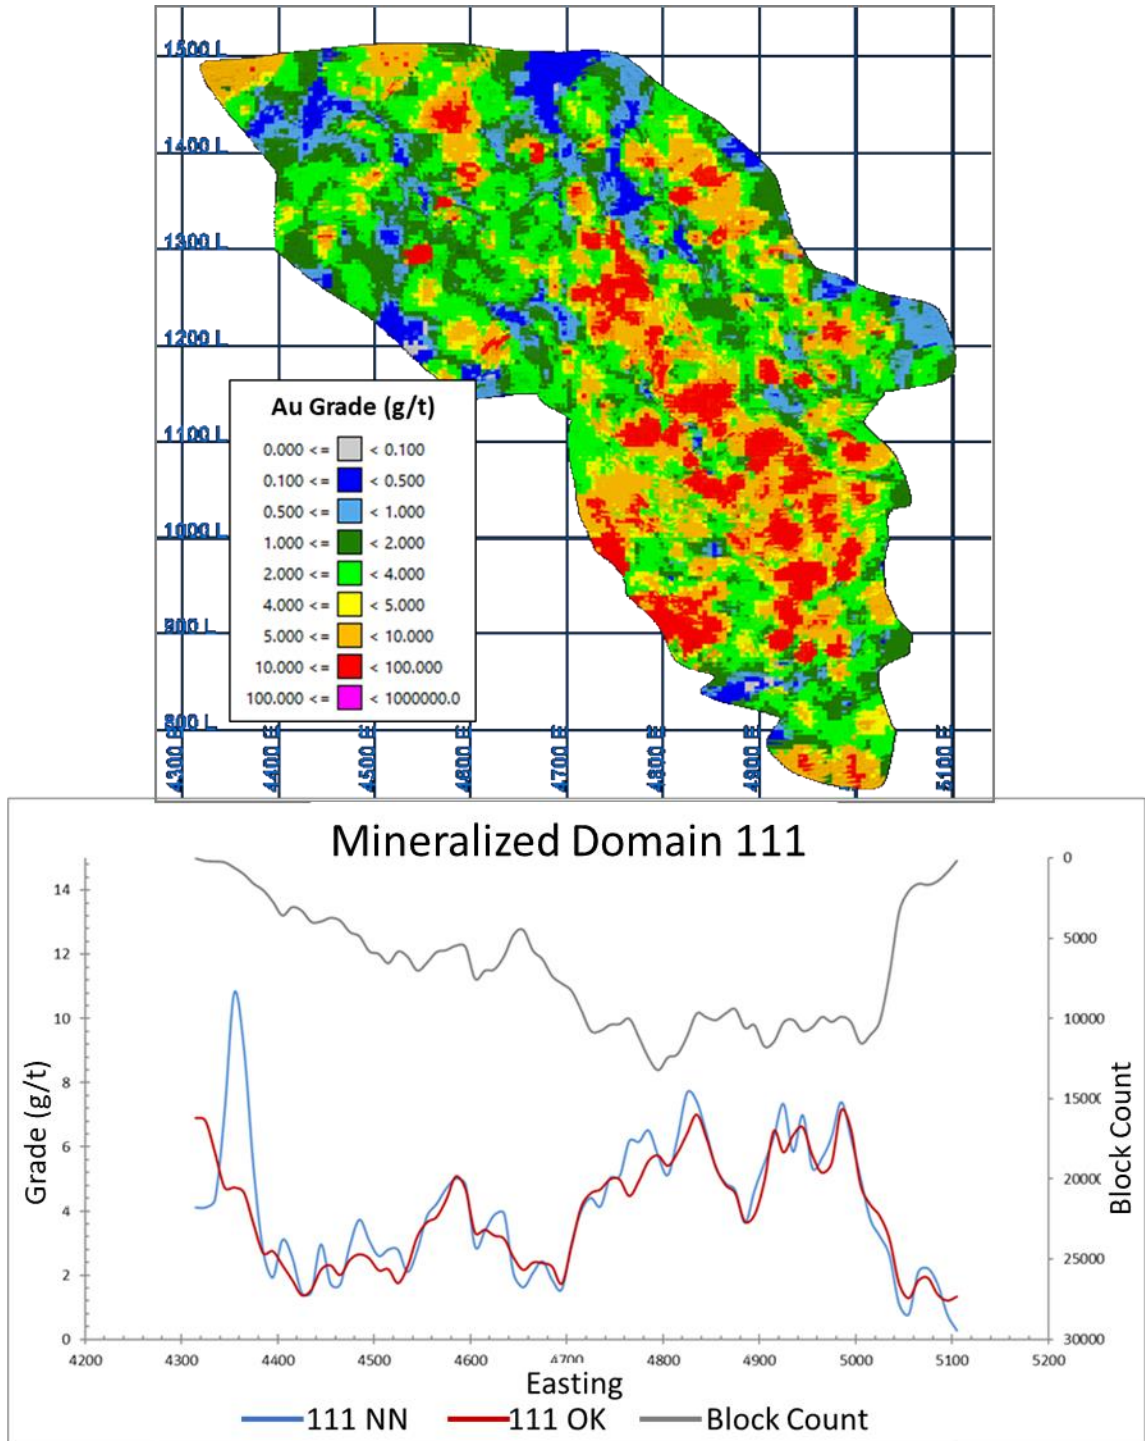 1500 L
1400 L
1300 L
1200 L
Au Grade (g/t)
0.000 <= < 0.100
0.100 <= < 0.500
0.500 <= < 1.000
1.000 <= < 2.000
2.000 <= < 4.000
4.000 <= < 5.000
5.000 <= < 10.000
10.000 <= < 100.000
100.000 <= < 1000000.0
1100 L
1000 L
900 L
800 L
4300 E 4400 E 4500 E 4600 E 4700 E 4800 E 4900 E 5100 E
Mineralized Domain 111
Grade (g/t)
14
12
10
8
6
4
2
0
0
5000
10000
1500
2000
25000
30000
Block Count
4200 4300 4400 4500 4600 4700 4800 4900 5000 5100 5200
Easting
111 NN 111 OK Block Count